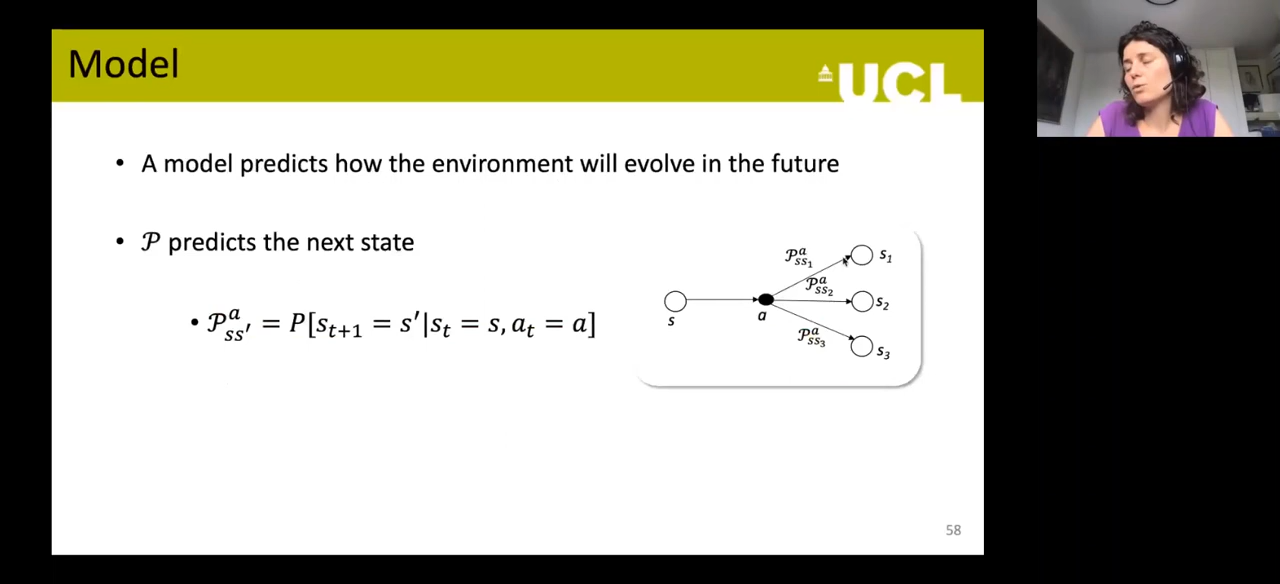 Model
UCL
• A model predicts how the environment will evolve in the future
• 𝒫 predicts the next state
• 𝒫ᵃₛₛ′ = P[sₜ₊₁ = s′|sₜ = s, aₜ = a]
s
a
𝒫ᵃₛₛ₁
𝒫ᵃₛₛ₂
𝒫ᵃₛₛ₃
s₁
s₂
s₃
58